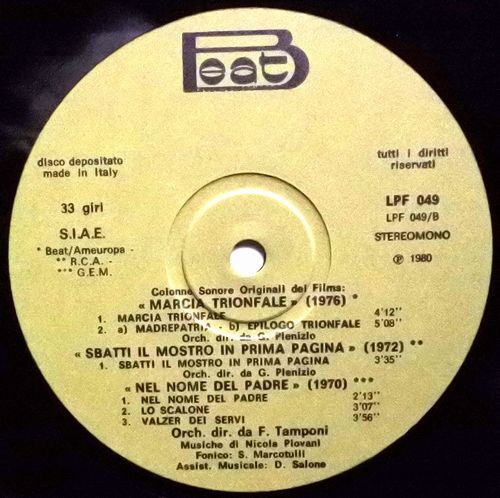 Beat
disco depositato
made in Italy
tutti i diritti
riservati
33 giri
S.I.A.E.
* Beat/Ameuropa -
** R.C.A. -
*** G.E.M.
LPF 049
LPF 049/B
STEREOMONO
℗ 1980
Colonne Sonore Originali dei Films:
« MARCIA TRIONFALE » (1976) *
1. MARCIA TRIONFALE 4'12''
2. a) MADREPATRIA - b) EPILOGO TRIONFALE 5'08''
Orch. dir. da G. Plenizio
« SBATTI IL MOSTRO IN PRIMA PAGINA » (1972) **
1. SBATTI IL MOSTRO IN PRIMA PAGINA 3'35''
Orch. dir. da G. Plenizio
« NEL NOME DEL PADRE » (1970) ***
1. NEL NOME DEL PADRE 2'13''
2. LO SCALONE 3'07''
3. VALZER DEI SERVI 3'56''
Orch. dir. da F. Tamponi
Musiche di Nicola Piovani
Fonico: S. Marcotulli
Assist. Musicale: D. Salone